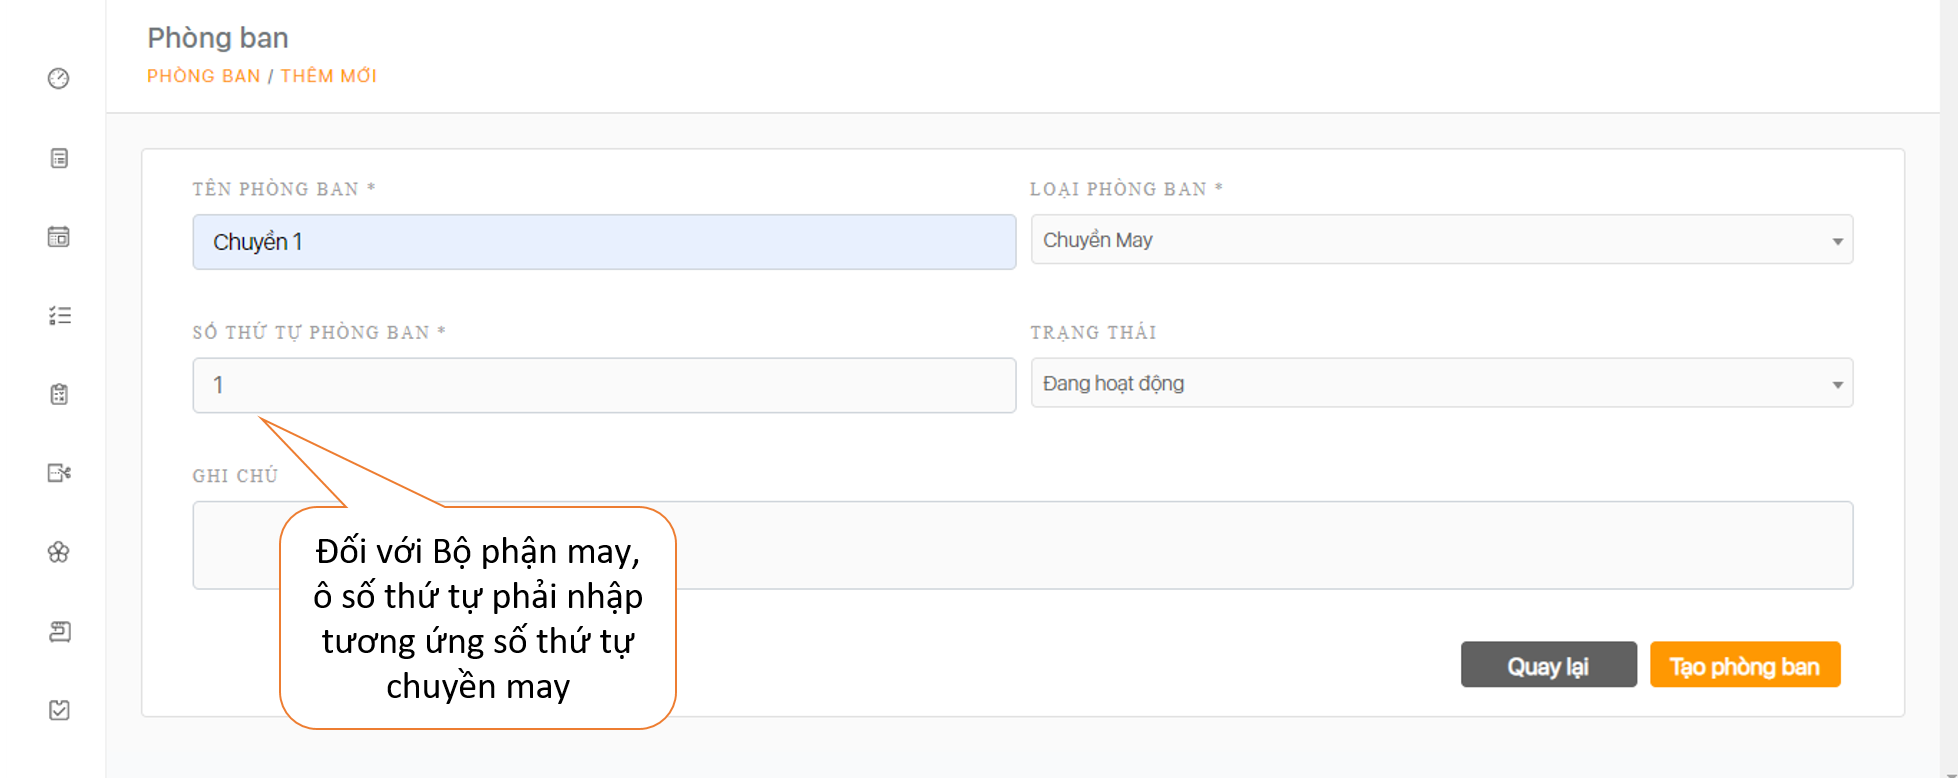 Phòng ban
PHÒNG BAN / THÊM MỚI
TÊN PHÒNG BAN *
LOẠI PHÒNG BAN *
Chuyền 1
Chuyền May
SỐ THỨ TỰ PHÒNG BAN *
TRẠNG THÁI
1
Đang hoạt động
GHI CHÚ
Đối với Bộ phận may,
ô số thứ tự phải nhập
tương ứng số thứ tự
chuyền may
Quay lại
Tạo phòng ban